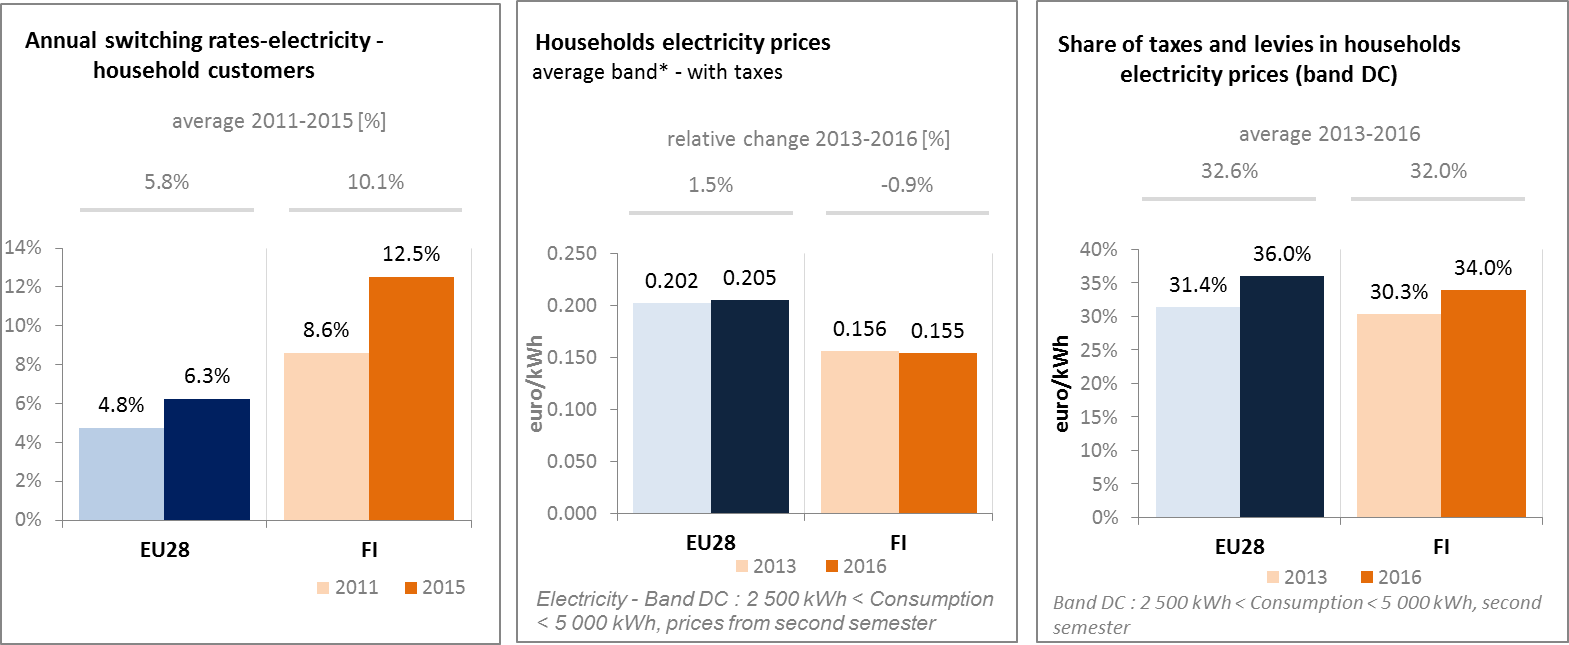 Annual switching rates-electricity -
household customers
average 2011-2015 [%]
5.8%
10.1%
14%
12%
10%
8%
6%
4%
2%
0%
4.8%
6.3%
8.6%
12.5%
EU28
FI
2011
2015
Households electricity prices
average band* - with taxes
relative change 2013-2016 [%]
1.5%
-0.9%
euro/kWh
0.250
0.200
0.150
0.100
0.050
0.000
0.202
0.205
0.156
0.155
EU28
FI
2013
2016
Electricity - Band DC : 2 500 kWh < Consumption
< 5 000 kWh, prices from second semester
Share of taxes and levies in households
electricity prices (band DC)
average 2013-2016
32.6%
32.0%
euro/kWh
40%
35%
30%
25%
20%
15%
10%
5%
0%
31.4%
36.0%
30.3%
34.0%
EU28
FI
2013
2016
Band DC : 2 500 kWh < Consumption < 5 000 kWh, second
semester